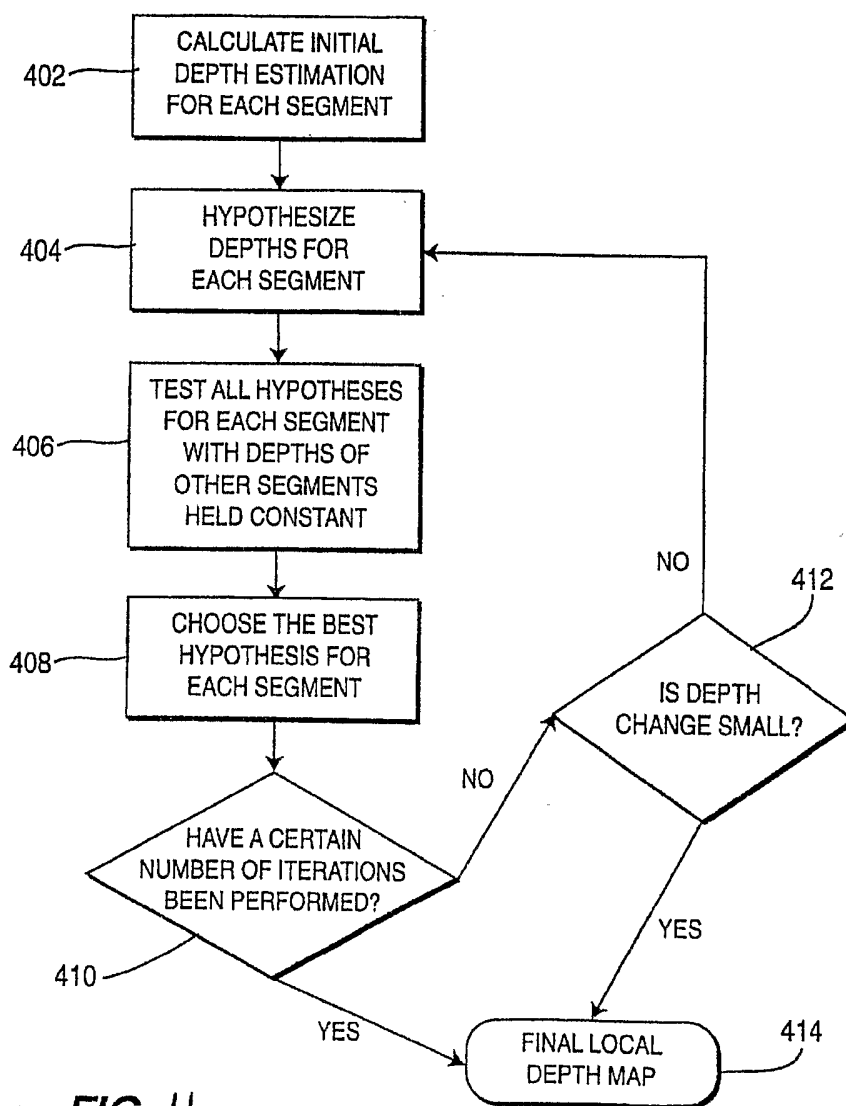 CALCULATE INITIAL
DEPTH ESTIMATION
FOR EACH SEGMENT
402
HYPOTHESIZE
DEPTHS FOR
EACH SEGMENT
404
TEST ALL HYPOTHESES
FOR EACH SEGMENT
WITH DEPTHS OF
OTHER SEGMENTS
HELD CONSTANT
406
CHOOSE THE BEST
HYPOTHESIS FOR
EACH SEGMENT
408
HAVE A CERTAIN
NUMBER OF ITERATIONS
BEEN PERFORMED?
410
NO
YES
IS DEPTH
CHANGE SMALL?
412
NO
YES
FINAL LOCAL
DEPTH MAP
414
FIG.